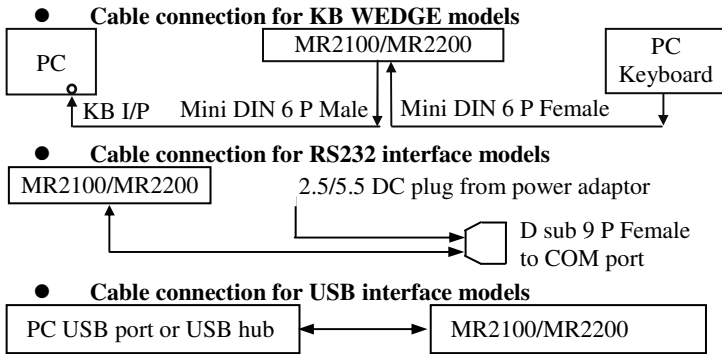 ● Cable connection for KB WEDGE models
PC
MR2100/MR2200
PC
Keyboard
KB I/P
Mini DIN 6 P Male
Mini DIN 6 P Female
● Cable connection for RS232 interface models
MR2100/MR2200
2.5/5.5 DC plug from power adaptor
D sub 9 P Female
to COM port
● Cable connection for USB interface models
PC USB port or USB hub
MR2100/MR2200